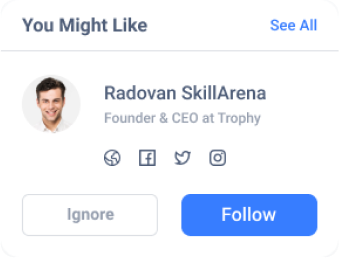 You Might Like
See All
Radovan SkillArena
Founder & CEO at Trophy
Ignore
Follow